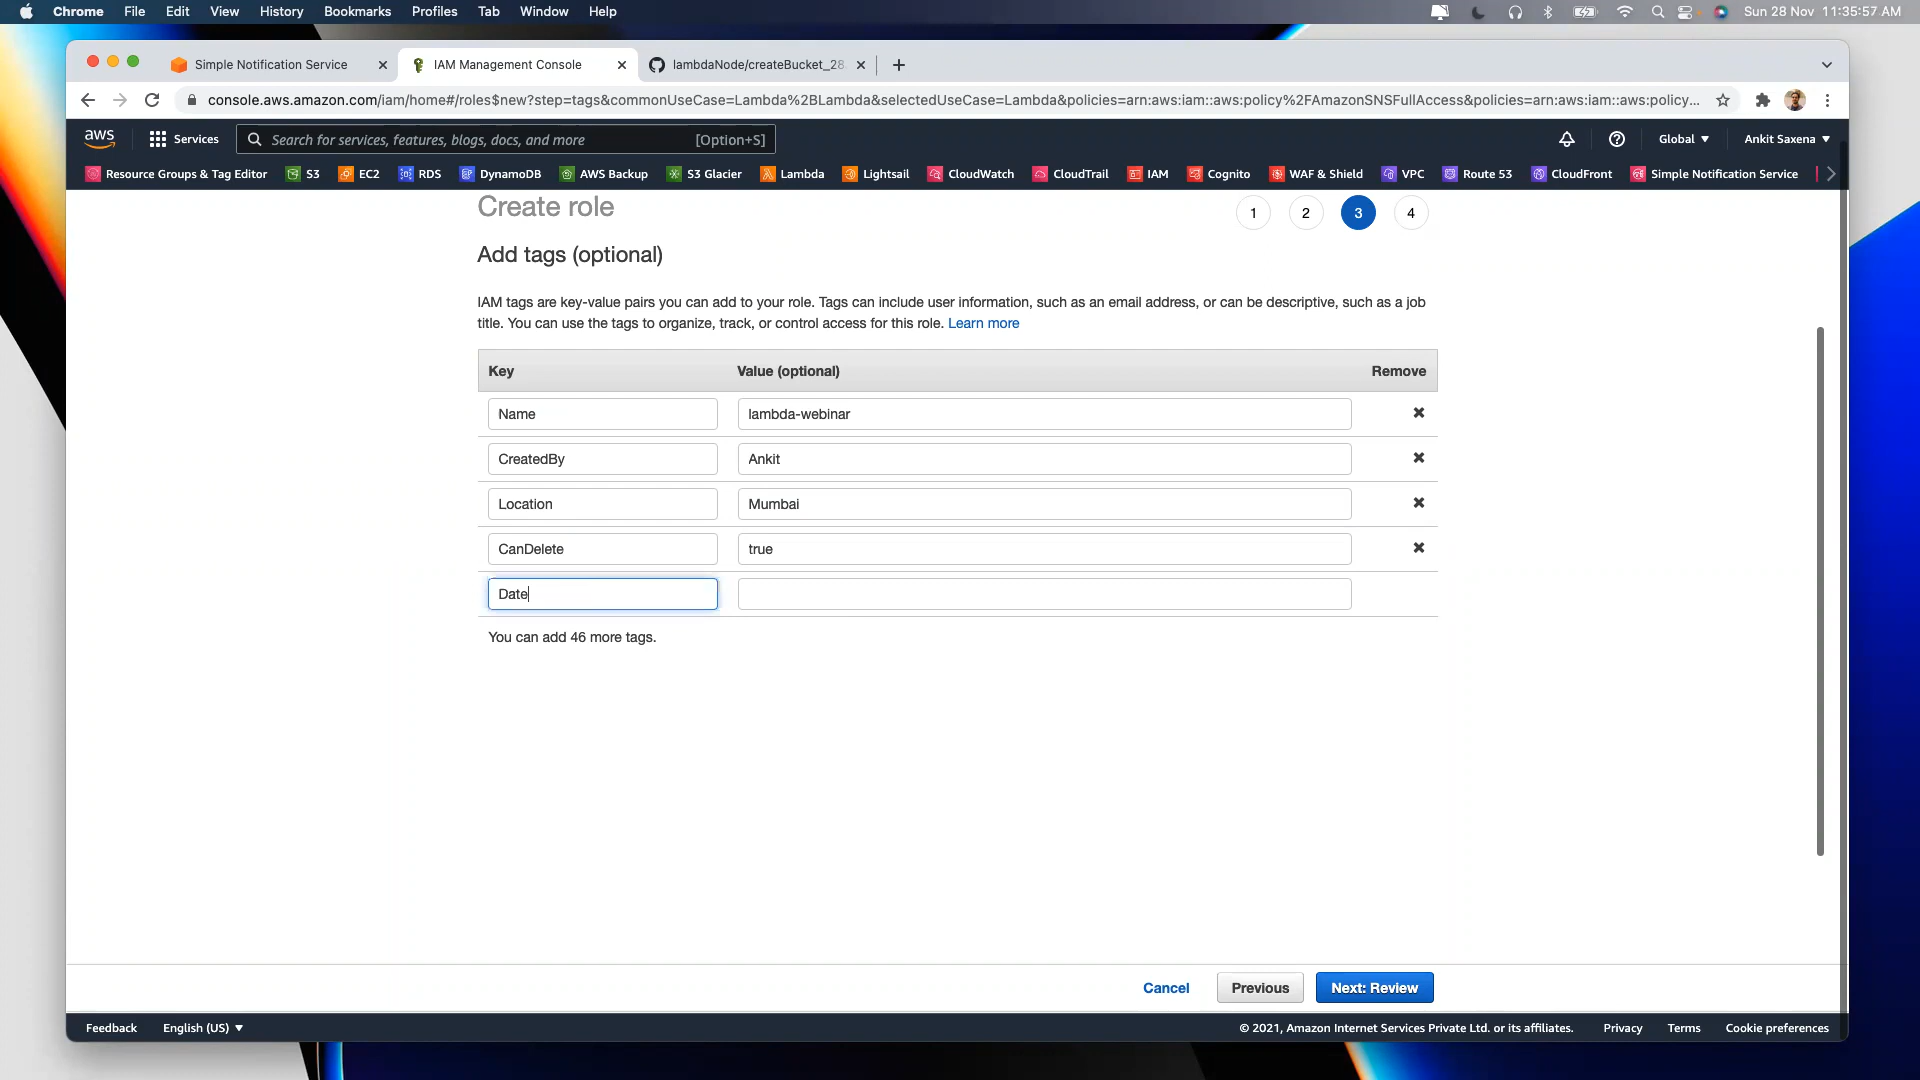 Chrome File Edit View History Bookmarks Profiles Tab Window Help Sun 28 Nov 11:35:57 AM
Simple Notification Service IAM Management Console lambdaNode/createBucket_28
console.aws.amazon.com/iam/home#/roles$new?step=tags&commonUseCase=Lambda%2BLambda&selectedUseCase=Lambda&policies=arn:aws:iam::aws:policy%2FAmazonSNSFullAccess&policies=arn:aws:iam::aws:policy...
aws Services Search for services, features, blogs, docs, and more [Option+S] Global Ankit Saxena
Resource Groups & Tag Editor S3 EC2 RDS DynamoDB AWS Backup S3 Glacier Lambda Lightsail CloudWatch CloudTrail IAM Cognito WAF & Shield VPC Route 53 CloudFront Simple Notification Service
Create role 1 2 3 4
Add tags (optional)
IAM tags are key-value pairs you can add to your role. Tags can include user information, such as an email address, or can be descriptive, such as a job
title. You can use the tags to organize, track, or control access for this role. Learn more
Key Value (optional) Remove
Name lambda-webinar
CreatedBy Ankit
Location Mumbai
CanDelete true
Date
You can add 46 more tags.
Cancel Previous Next: Review
Feedback English (US) © 2021, Amazon Internet Services Private Ltd. or its affiliates. Privacy Terms Cookie preferences